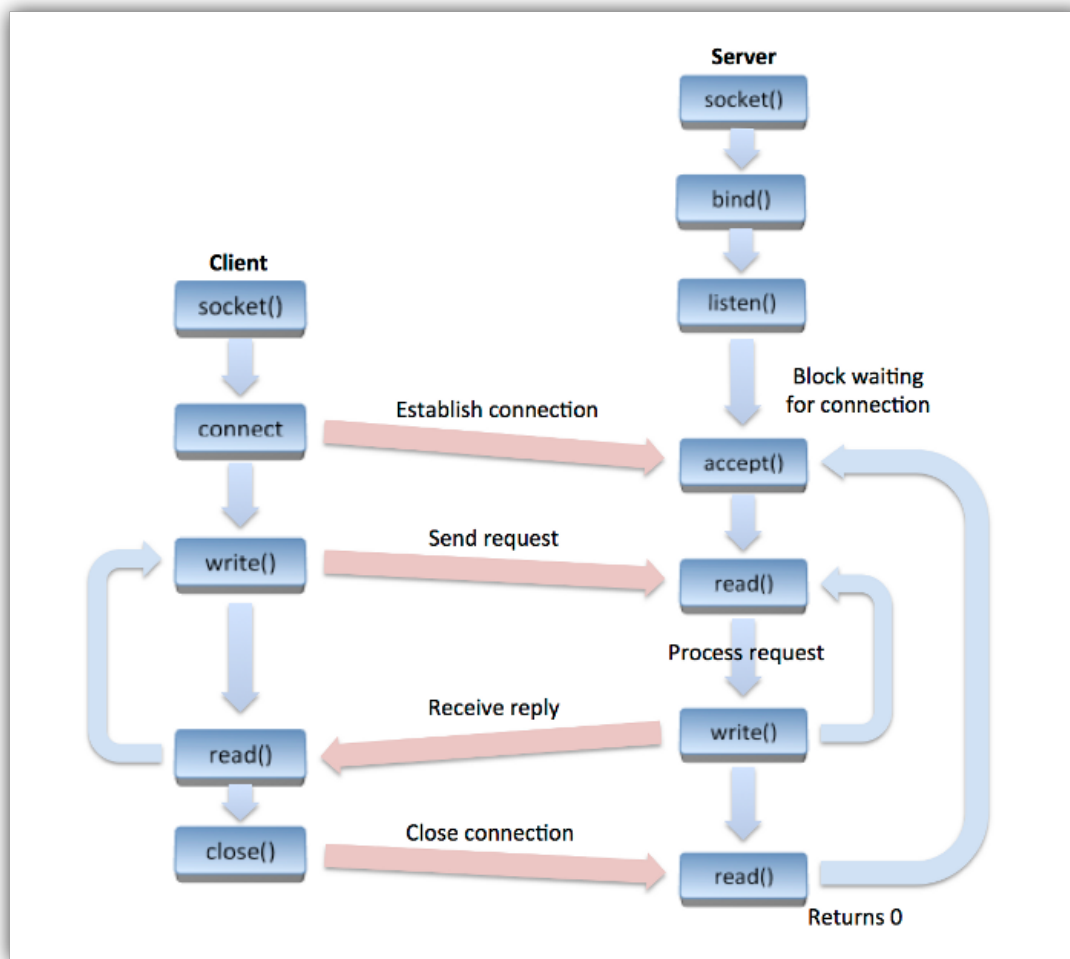 Server
socket()
bind()
Client
socket()
listen()
Block waiting
for connection
Establish connection
connect
accept()
Send request
write()
read()
Process request
Receive reply
write()
read()
Close connection
close()
read()
Returns 0